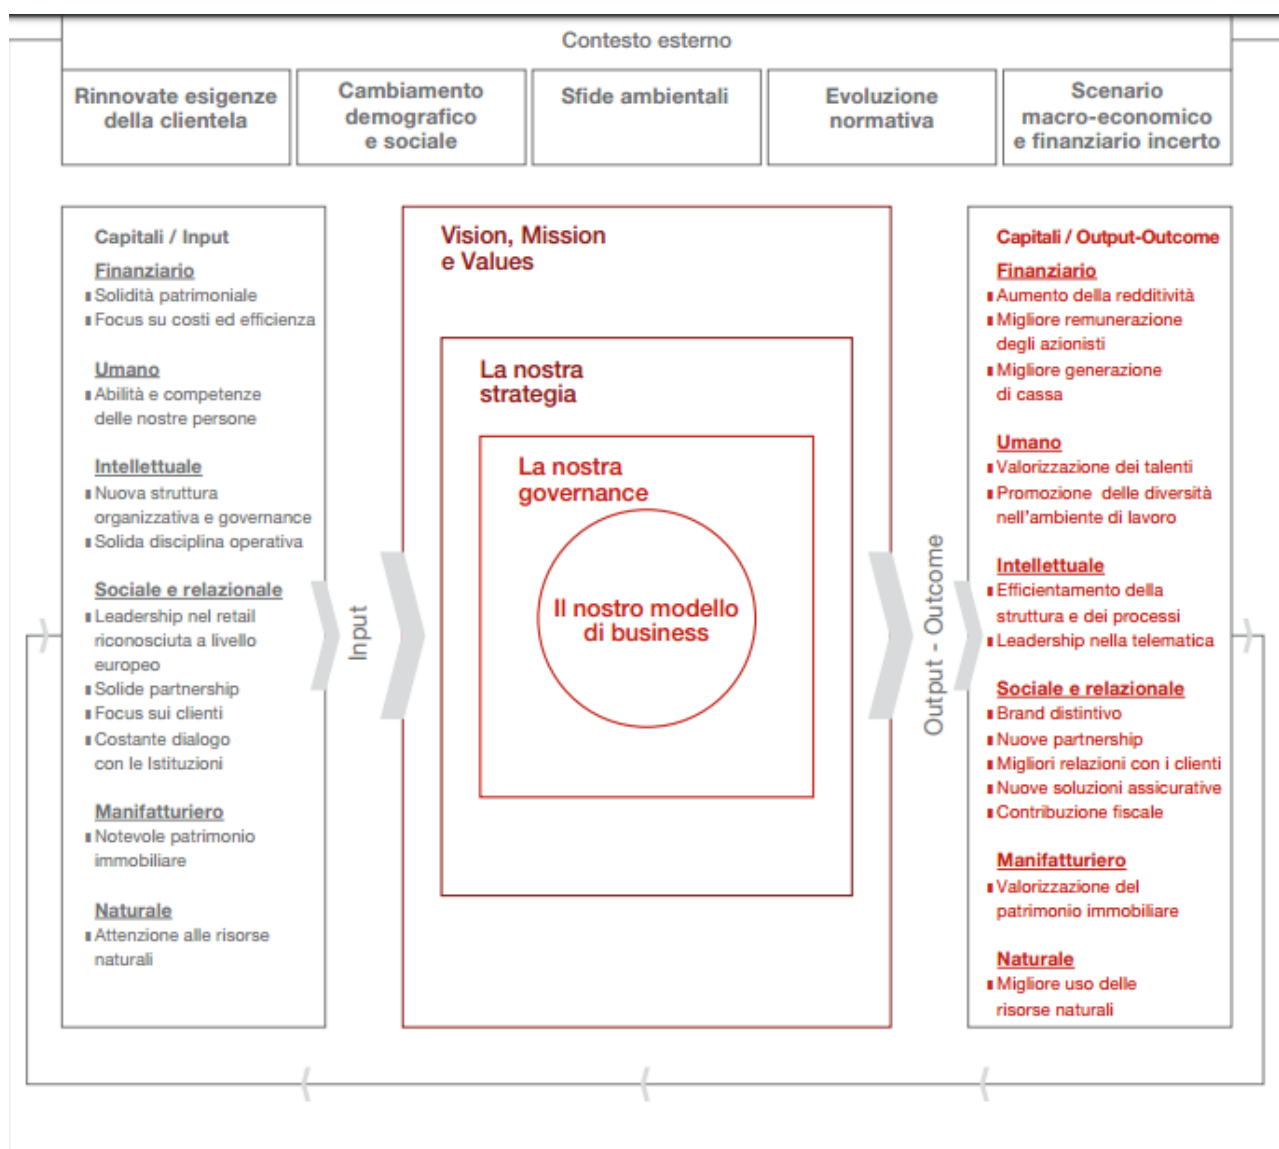 Contesto esterno
Rinnovate esigenze
della clientela
Cambiamento
demografico
e sociale
Sfide ambientali
Evoluzione
normativa
Scenario
macro-economico
e finanziario incerto
Capitali / Input
Finanziario
Solidità patrimoniale
Focus su costi ed efficienza
Umano
Abilità e competenze
delle nostre persone
Intellettuale
Nuova struttura
organizzativa e governance
Solida disciplina operativa
Sociale e relazionale
Leadership nel retail
riconosciuta a livello
europeo
Solide partnership
Focus sui clienti
Costante dialogo
con le Istituzioni
Manifatturiero
Notevole patrimonio
immobiliare
Naturale
Attenzione alle risorse
naturali
Input
Vision, Mission
e Values
La nostra
strategia
La nostra
governance
Il nostro modello
di business
Output - Outcome
Capitali / Output-Outcome
Finanziario
Aumento della redditività
Migliore remunerazione
degli azionisti
Migliore generazione
di cassa
Umano
Valorizzazione dei talenti
Promozione delle diversità
nell'ambiente di lavoro
Intellettuale
Efficientamento della
struttura e dei processi
Leadership nella telematica
Sociale e relazionale
Brand distintivo
Nuove partnership
Migliori relazioni con i clienti
Nuove soluzioni assicurative
Contribuzione fiscale
Manifatturiero
Valorizzazione del
patrimonio immobiliare
Naturale
Migliore uso delle
risorse naturali